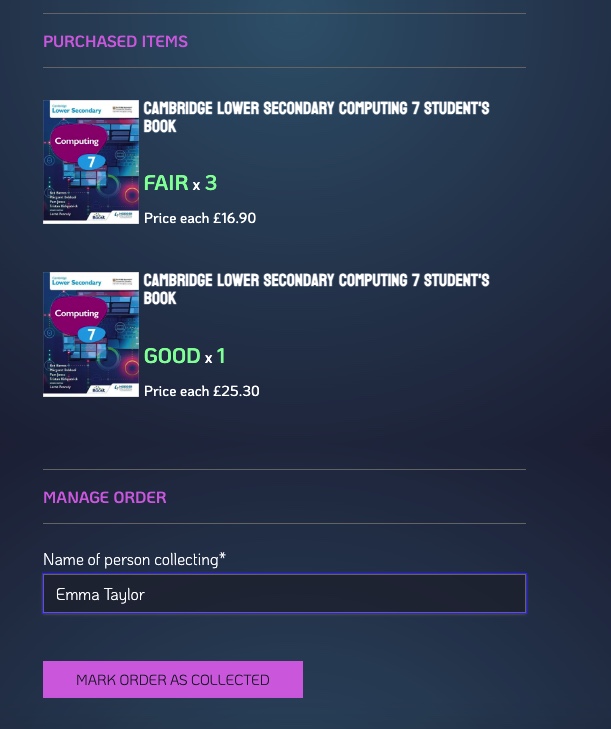 PURCHASED ITEMS
Cambridge
Lower Secondary
Computing
7
CAMBRIDGE LOWER SECONDARY COMPUTING 7 STUDENT'S
BOOK
FAIR x 3
Price each £16.90
Cambridge
Lower Secondary
Computing
7
CAMBRIDGE LOWER SECONDARY COMPUTING 7 STUDENT'S
BOOK
GOOD x 1
Price each £25.30
MANAGE ORDER
Name of person collecting*
Emma Taylor
MARK ORDER AS COLLECTED